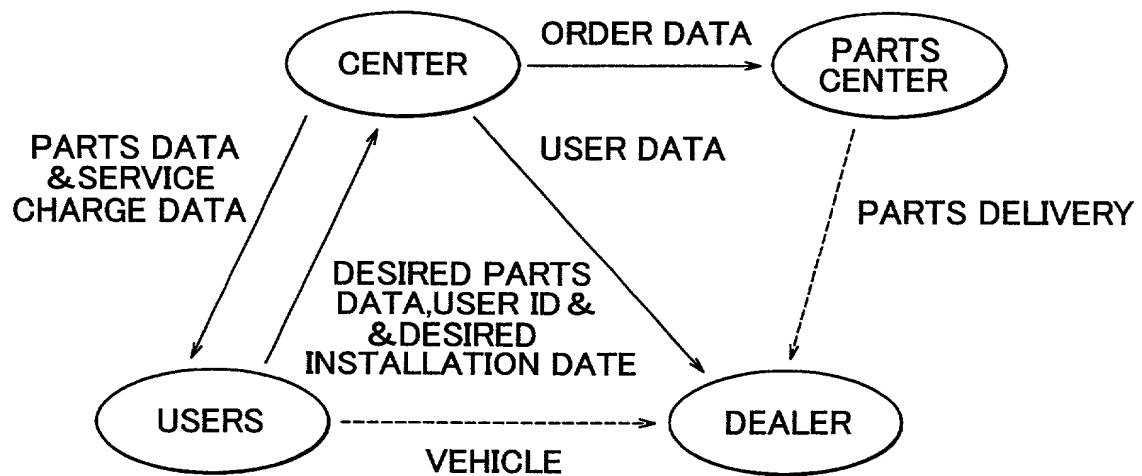 CENTER
ORDER DATA
PARTS
CENTER
PARTS DATA
&SERVICE
CHARGE DATA
USER DATA
PARTS DELIVERY
DESIRED PARTS
DATA,USER ID &
&DESIRED
INSTALLATION DATE
USERS
VEHICLE
DEALER